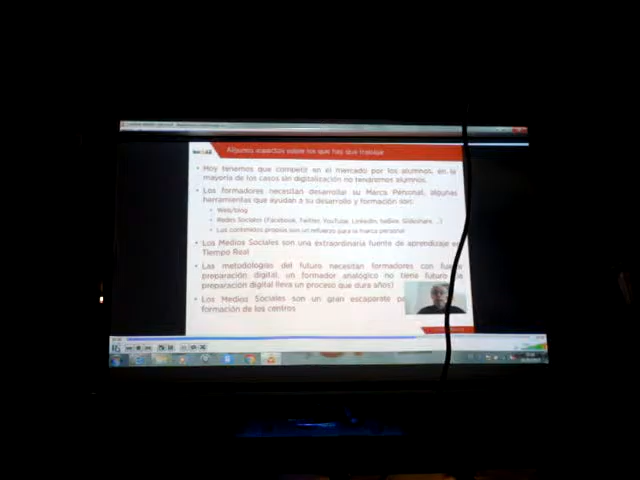 Algunos aspectos sobre los que hay que trabajar
• Hoy tenemos que competir en el mercado por los alumnos, en la
mayoría de los casos sin digitalización no tendremos alumnos.
• Los formadores necesitan desarrollar su Marca Personal, algunas
herramientas que ayudan a su desarrollo y formación son:
• Web/blog
• Redes Sociales (Facebook, Twitter, YouTube, Linkedin, Slideshare...)
• Los contenidos propios son un refuerzo para la marca personal
• Los Medios Sociales son una extraordinaria fuente de aprendizaje en
Tiempo Real
• Las metodologías del futuro necesitan formadores con fuerte
preparación digital, un formador analógico no tiene futuro (la
preparación digital lleva un proceso que dura años)
• Los Medios Sociales son un gran escaparate
formación de los centros